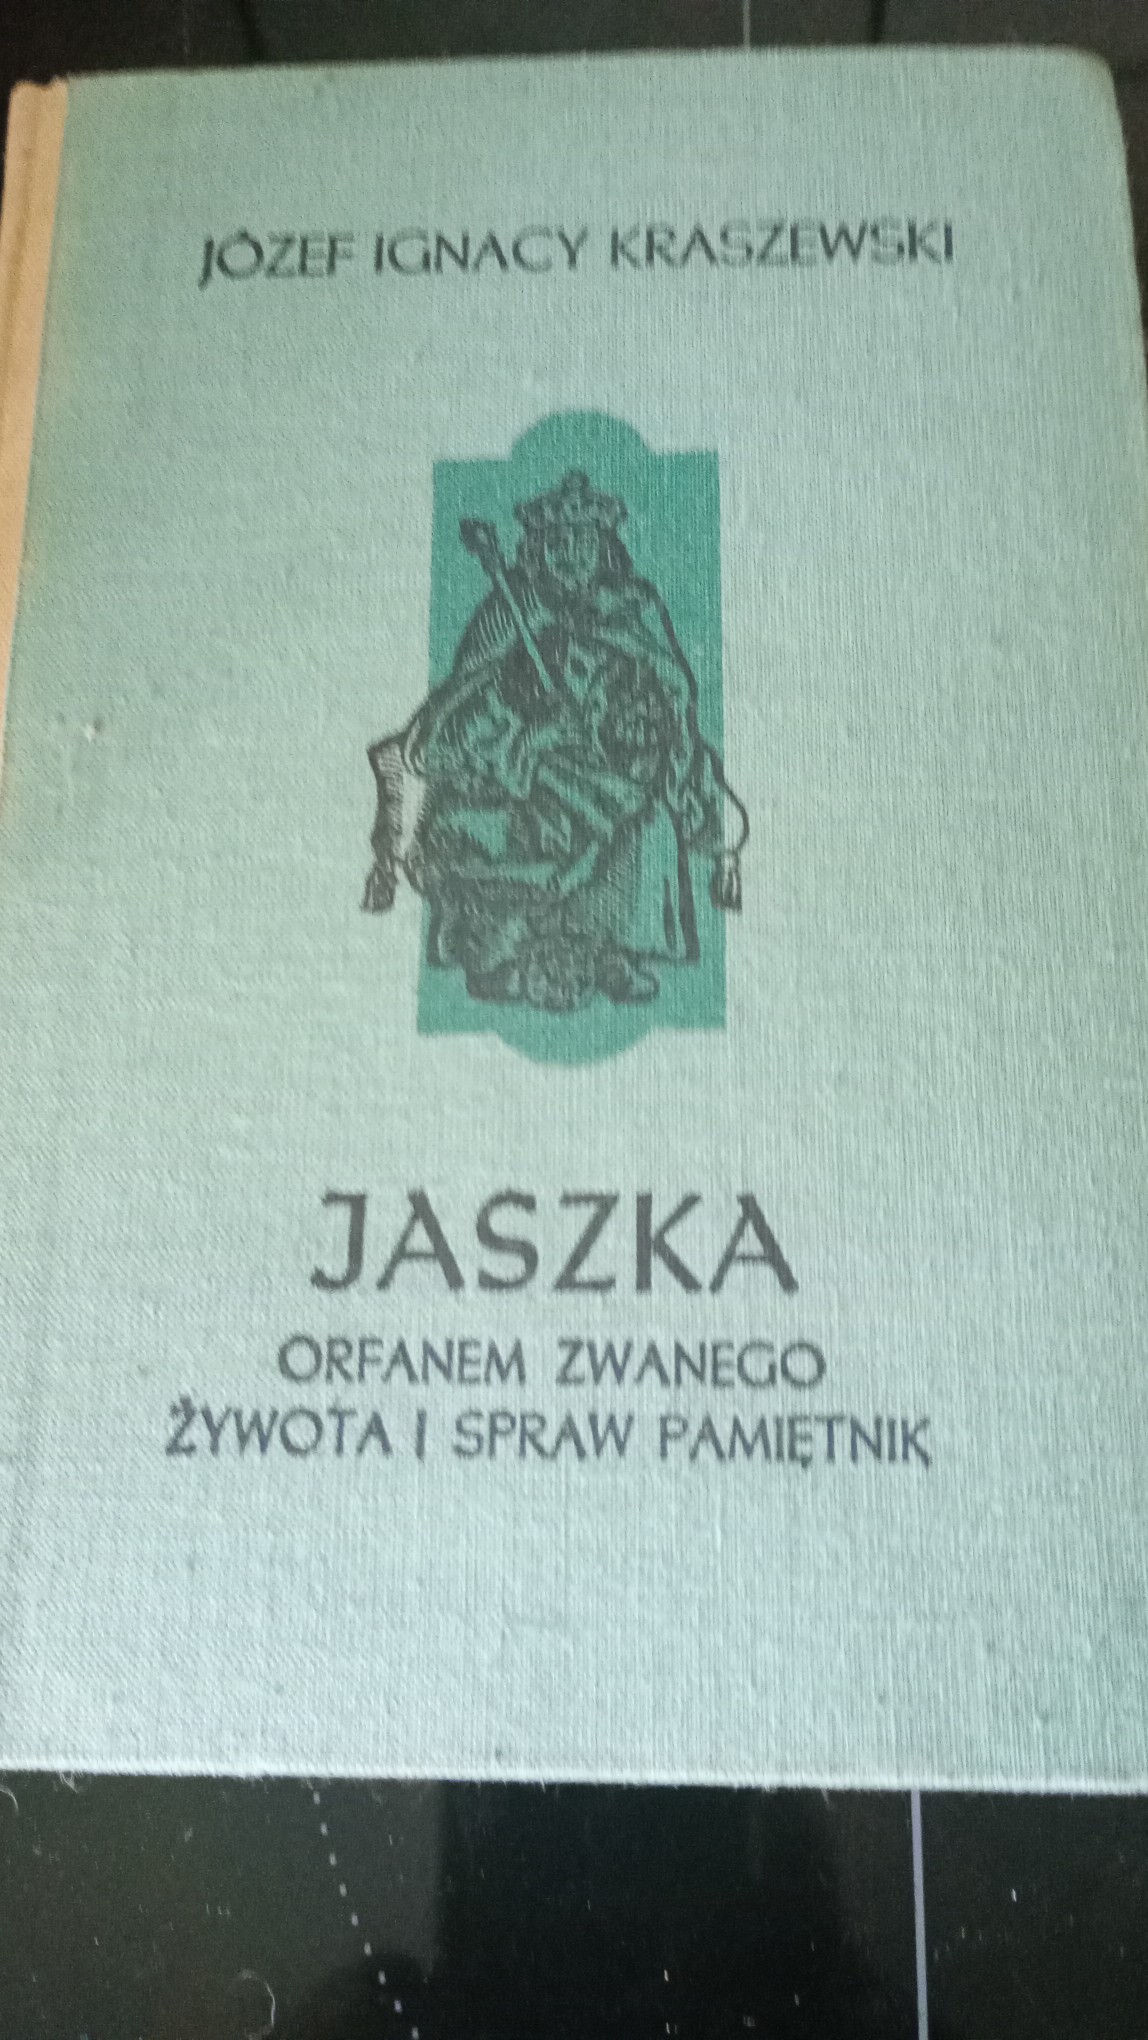 JÓZEF IGNACY KRASZEWSKI
JASZKA
ORFANEM ZWANEGO
ŻYWOTA I SPRAW PAMIĘTNIK